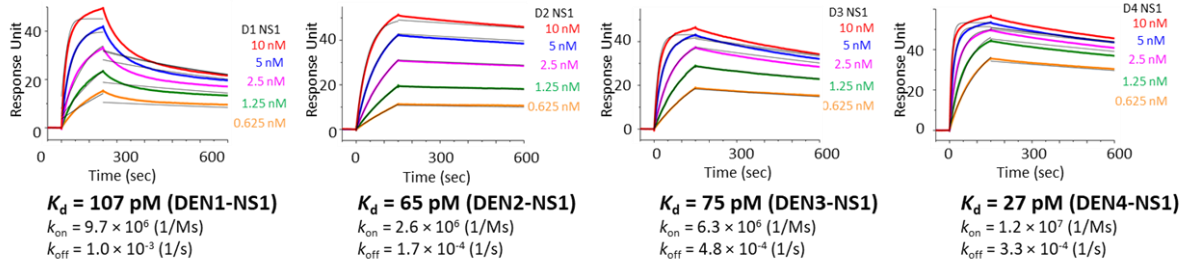 Response Unit
40
20
0
D1 NS1
10 nM
5 nM
2.5 nM
1.25 nM
0.625 nM
0
300
600
Time (sec)
Kd = 107 pM (DEN1-NS1)
kon = 9.7 × 10⁶ (1/Ms)
koff = 1.0 × 10⁻³ (1/s)
Response Unit
60
40
20
0
D2 NS1
10 nM
5 nM
2.5 nM
1.25 nM
0.625 nM
0
300
600
Time (sec)
Kd = 65 pM (DEN2-NS1)
kon = 2.6 × 10⁶ (1/Ms)
koff = 1.7 × 10⁻⁴ (1/s)
Response Unit
40
20
0
D3 NS1
10 nM
5 nM
2.5 nM
1.25 nM
0.625 nM
0
300
600
Time (sec)
Kd = 75 pM (DEN3-NS1)
kon = 6.3 × 10⁶ (1/Ms)
koff = 4.8 × 10⁻⁴ (1/s)
Response Unit
60
40
20
0
D4 NS1
10 nM
5 nM
2.5 nM
1.25 nM
0.625 nM
0
300
600
Time (sec)
Kd = 27 pM (DEN4-NS1)
kon = 1.2 × 10⁷ (1/Ms)
koff = 3.3 × 10⁻⁴ (1/s)